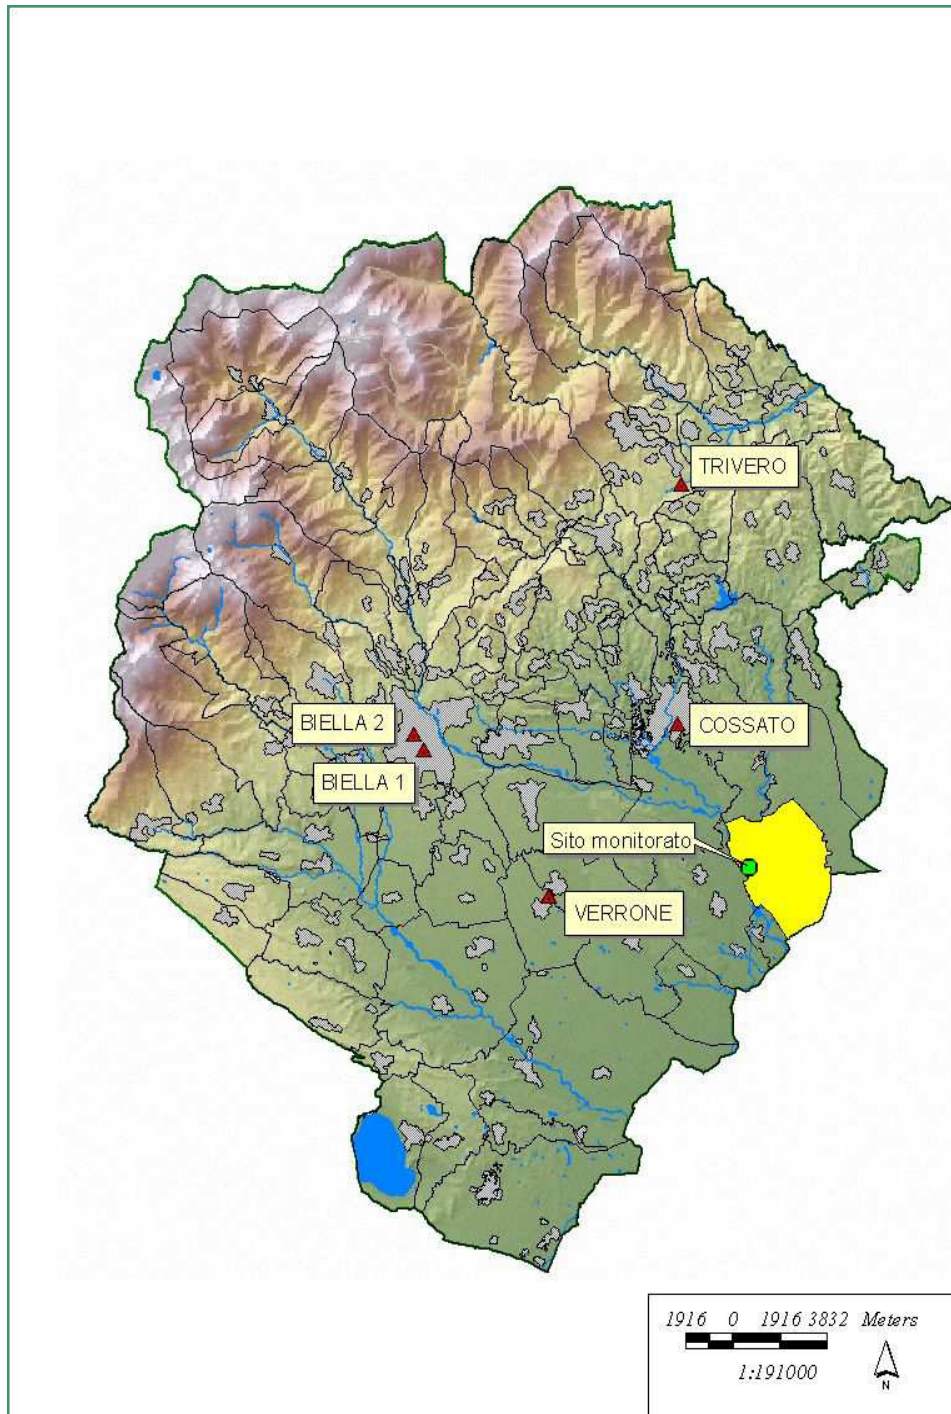 TRIVERO
BIELLA 2
COSSATO
BIELLA 1
Sito monitorato
VERRONE
1916 0 1916 3832 Meters
1:191000
N